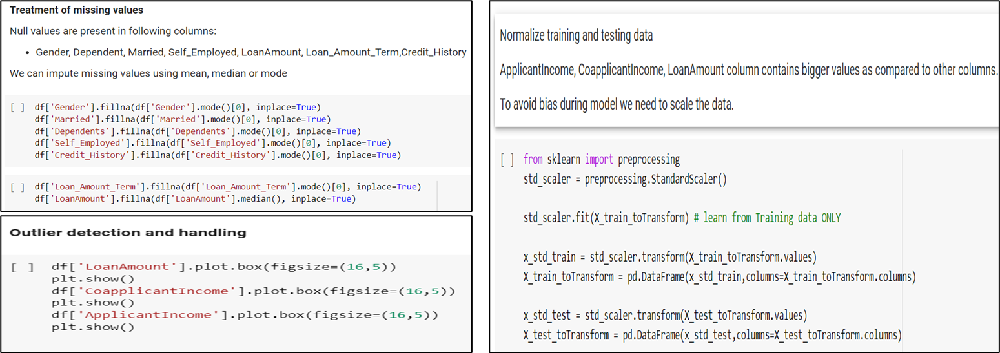 Treatment of missing values
Null values are present in following columns:
• Gender, Dependent, Married, Self_Employed, LoanAmount, Loan_Amount_Term,Credit_History
We can impute missing values using mean, median or mode
[ ] df['Gender'].fillna(df['Gender'].mode()[0], inplace=True)
df['Married'].fillna(df['Married'].mode()[0], inplace=True)
df['Dependents'].fillna(df['Dependents'].mode()[0], inplace=True)
df['Self_Employed'].fillna(df['Self_Employed'].mode()[0], inplace=True)
df['Credit_History'].fillna(df['Credit_History'].mode()[0], inplace=True)
[ ] df['Loan_Amount_Term'].fillna(df['Loan_Amount_Term'].mode()[0], inplace=True)
df['LoanAmount'].fillna(df['LoanAmount'].median(), inplace=True)
Outlier detection and handling
[ ] df['LoanAmount'].plot.box(figsize=(16,5))
plt.show()
df['CoapplicantIncome'].plot.box(figsize=(16,5))
plt.show()
df['ApplicantIncome'].plot.box(figsize=(16,5))
plt.show()
Normalize training and testing data
ApplicantIncome, CoapplicantIncome, LoanAmount column contains bigger values as compared to other columns.
To avoid bias during model we need to scale the data.
[ ] from sklearn import preprocessing
std_scaler = preprocessing.StandardScaler()
std_scaler.fit(X_train_toTransform) # learn from Training data ONLY
x_std_train = std_scaler.transform(X_train_toTransform.values)
X_train_toTransform = pd.DataFrame(x_std_train,columns=X_train_toTransform.columns)
x_std_test = std_scaler.transform(X_test_toTransform.values)
X_test_toTransform = pd.DataFrame(x_std_test,columns=X_test_toTransform.columns)